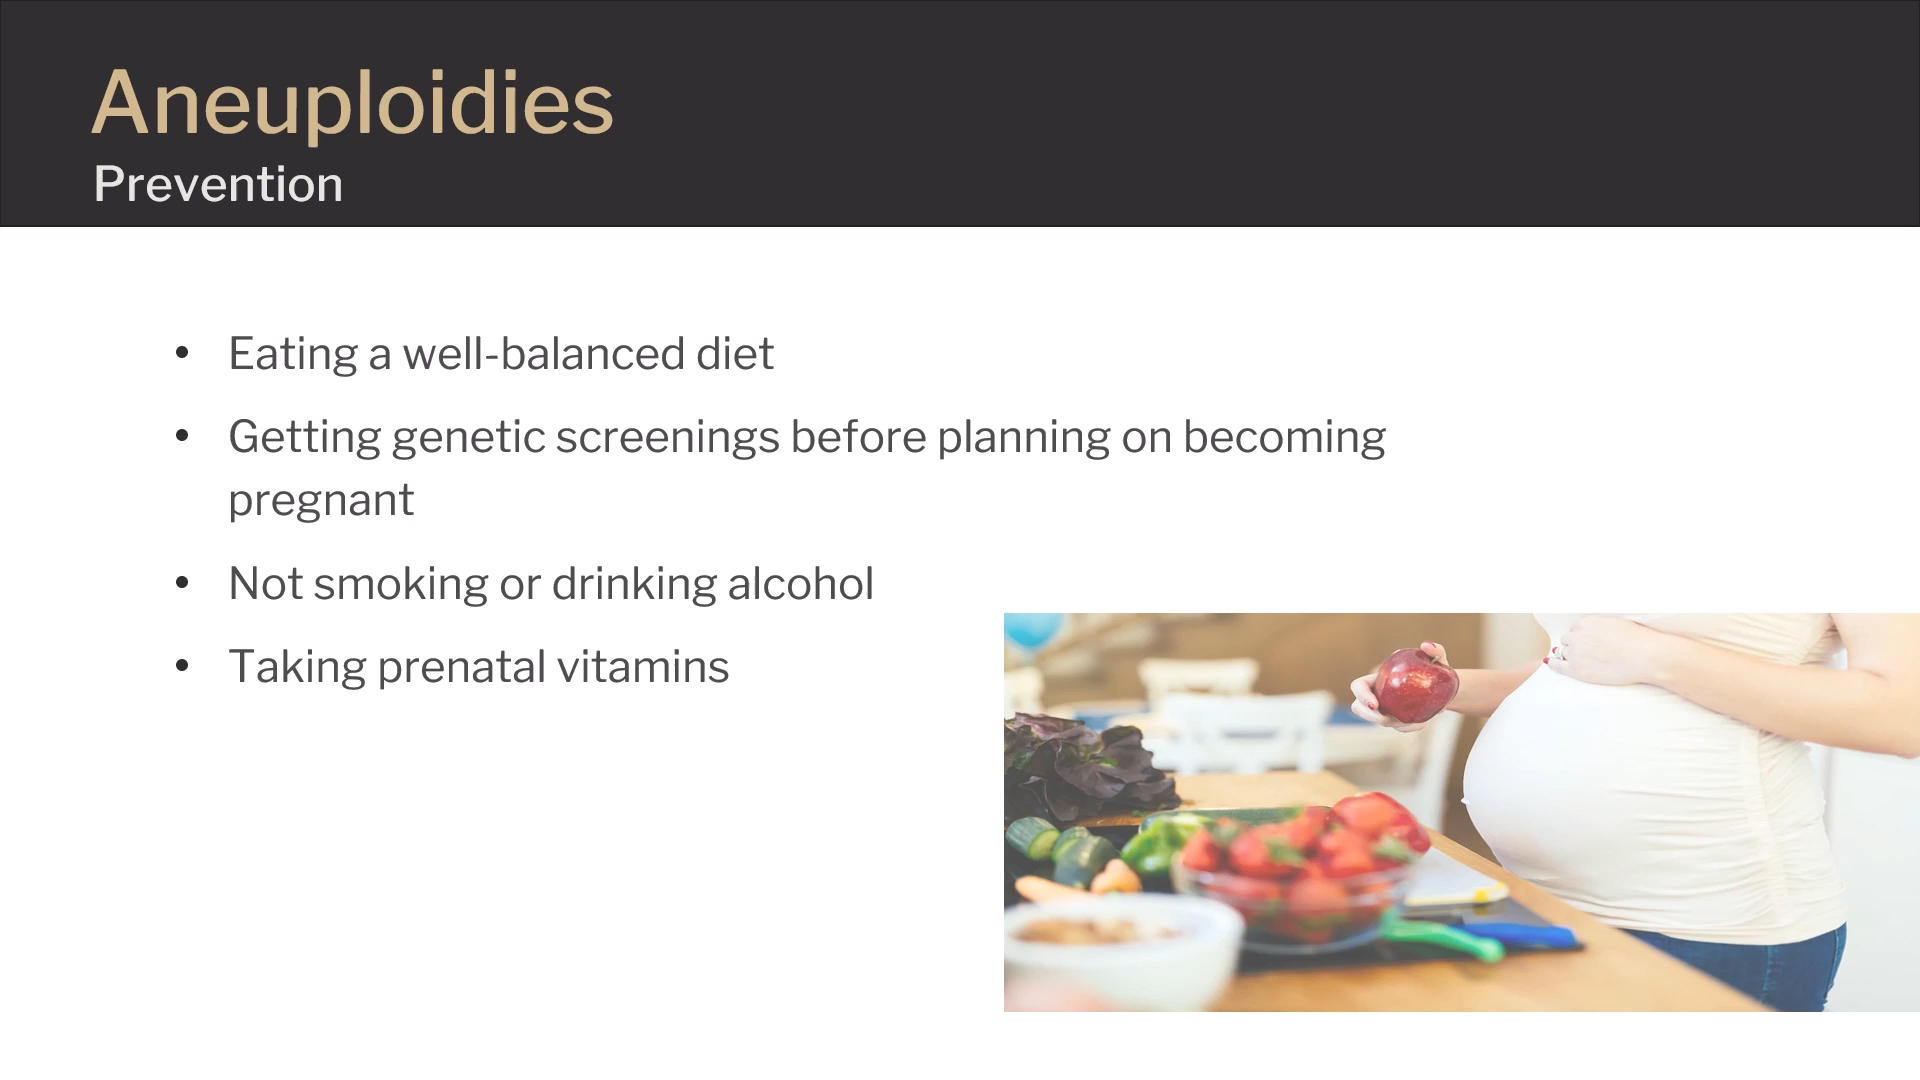 Aneuploidies
Prevention
• Eating a well-balanced diet
• Getting genetic screenings before planning on becoming
pregnant
• Not smoking or drinking alcohol
• Taking prenatal vitamins